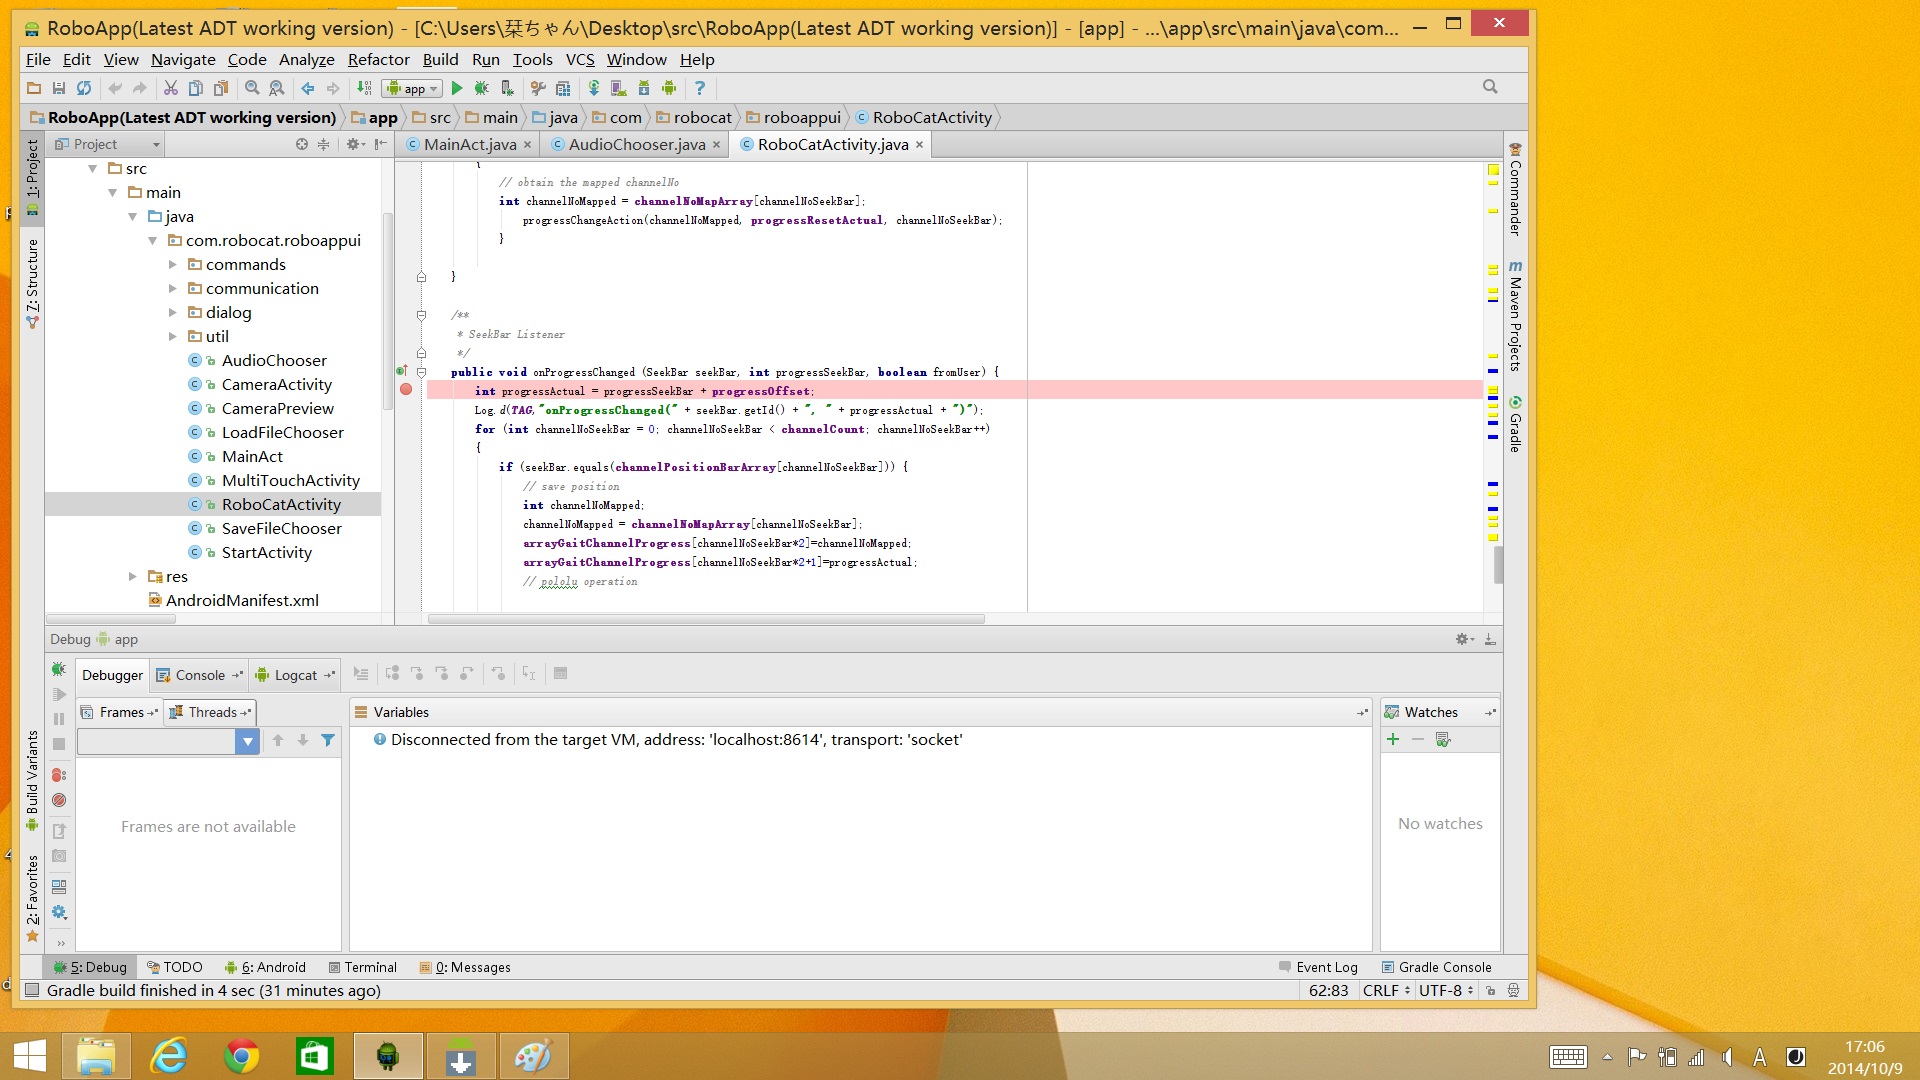 RoboApp(Latest ADT working version) - [C:\Users\栞ちゃん\Desktop\src\RoboApp(Latest ADT working version)] - [app] - ...\app\src\main\java\com...
File Edit View Navigate Code Analyze Refactor Build Run Tools VCS Window Help
app
RoboApp(Latest ADT working version) app src main java com robocat roboappui RoboCatActivity
1: Project
7: Structure
Build Variants
2: Favorites
Project
src
main
java
com.robocat.roboappui
commands
communication
dialog
util
AudioChooser
CameraActivity
CameraPreview
LoadFileChooser
MainAct
MultiTouchActivity
RoboCatActivity
SaveFileChooser
StartActivity
res
AndroidManifest.xml
MainAct.java AudioChooser.java RoboCatActivity.java
}
// obtain the mapped channelNo
int channelNoMapped = channelNoMapArray[channelNoSeekBar];
progressChangeAction(channelNoMapped, progressResetActual, channelNoSeekBar);
}
}
/**
* SeekBar Listener
*/
public void onProgressChanged (SeekBar seekBar, int progressSeekBar, boolean fromUser) {
int progressActual = progressSeekBar + progressOffset;
Log.d(TAG,"onProgressChanged(" + seekBar.getId() + ", " + progressActual + ")");
for (int channelNoSeekBar = 0; channelNoSeekBar < channelCount; channelNoSeekBar++)
{
if (seekBar.equals(channelPositionBarArray[channelNoSeekBar])) {
// save position
int channelNoMapped;
channelNoMapped = channelNoMapArray[channelNoSeekBar];
arrayGaitChannelProgress[channelNoSeekBar*2]=channelNoMapped;
arrayGaitChannelProgress[channelNoSeekBar*2+1]=progressActual;
// pololu operation
Commander
m Maven Projects
Gradle
Debug app
Debugger Console Logcat
Frames Threads
Frames are not available
Variables
Disconnected from the target VM, address: 'localhost:8614', transport: 'socket'
Watches
No watches
5: Debug TODO 6: Android Terminal 0: Messages Event Log Gradle Console
Gradle build finished in 4 sec (31 minutes ago) 62:83 CRLF UTF-8
A
17:06
2014/10/9